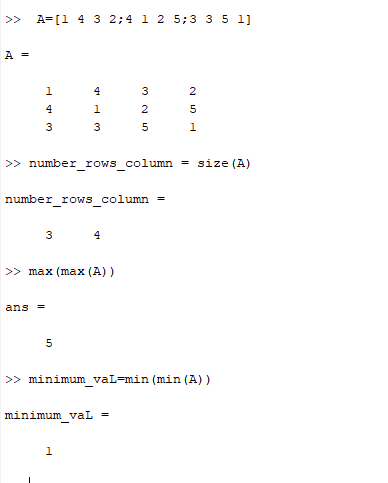 >>  A=[1 4 3 2;4 1 2 5;3 3 5 1]
A =
1 4 3 2
4 1 2 5
3 3 5 1
>> number_rows_column = size(A)
number_rows_column =
3 4
>> max(max(A))
ans =
5
>> minimum_vaL=min(min(A))
minimum_vaL =
1